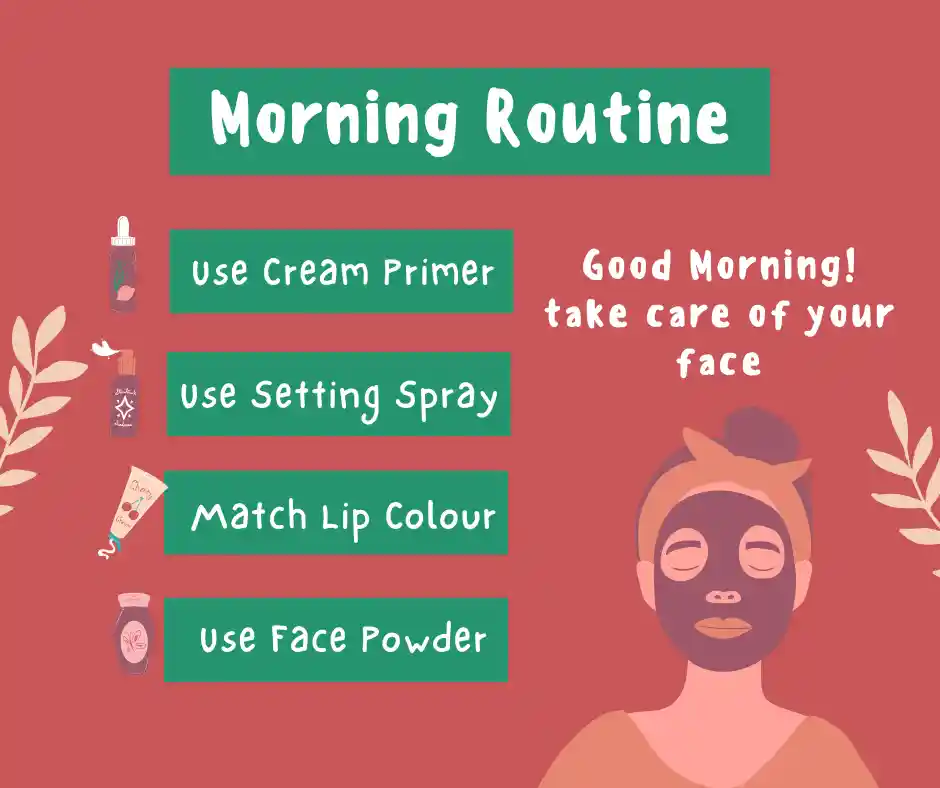 Morning Routine
Use Cream Primer
Use Setting Spray
Match Lip Colour
Use Face Powder
Good Morning!
take care of your
face
Cherry